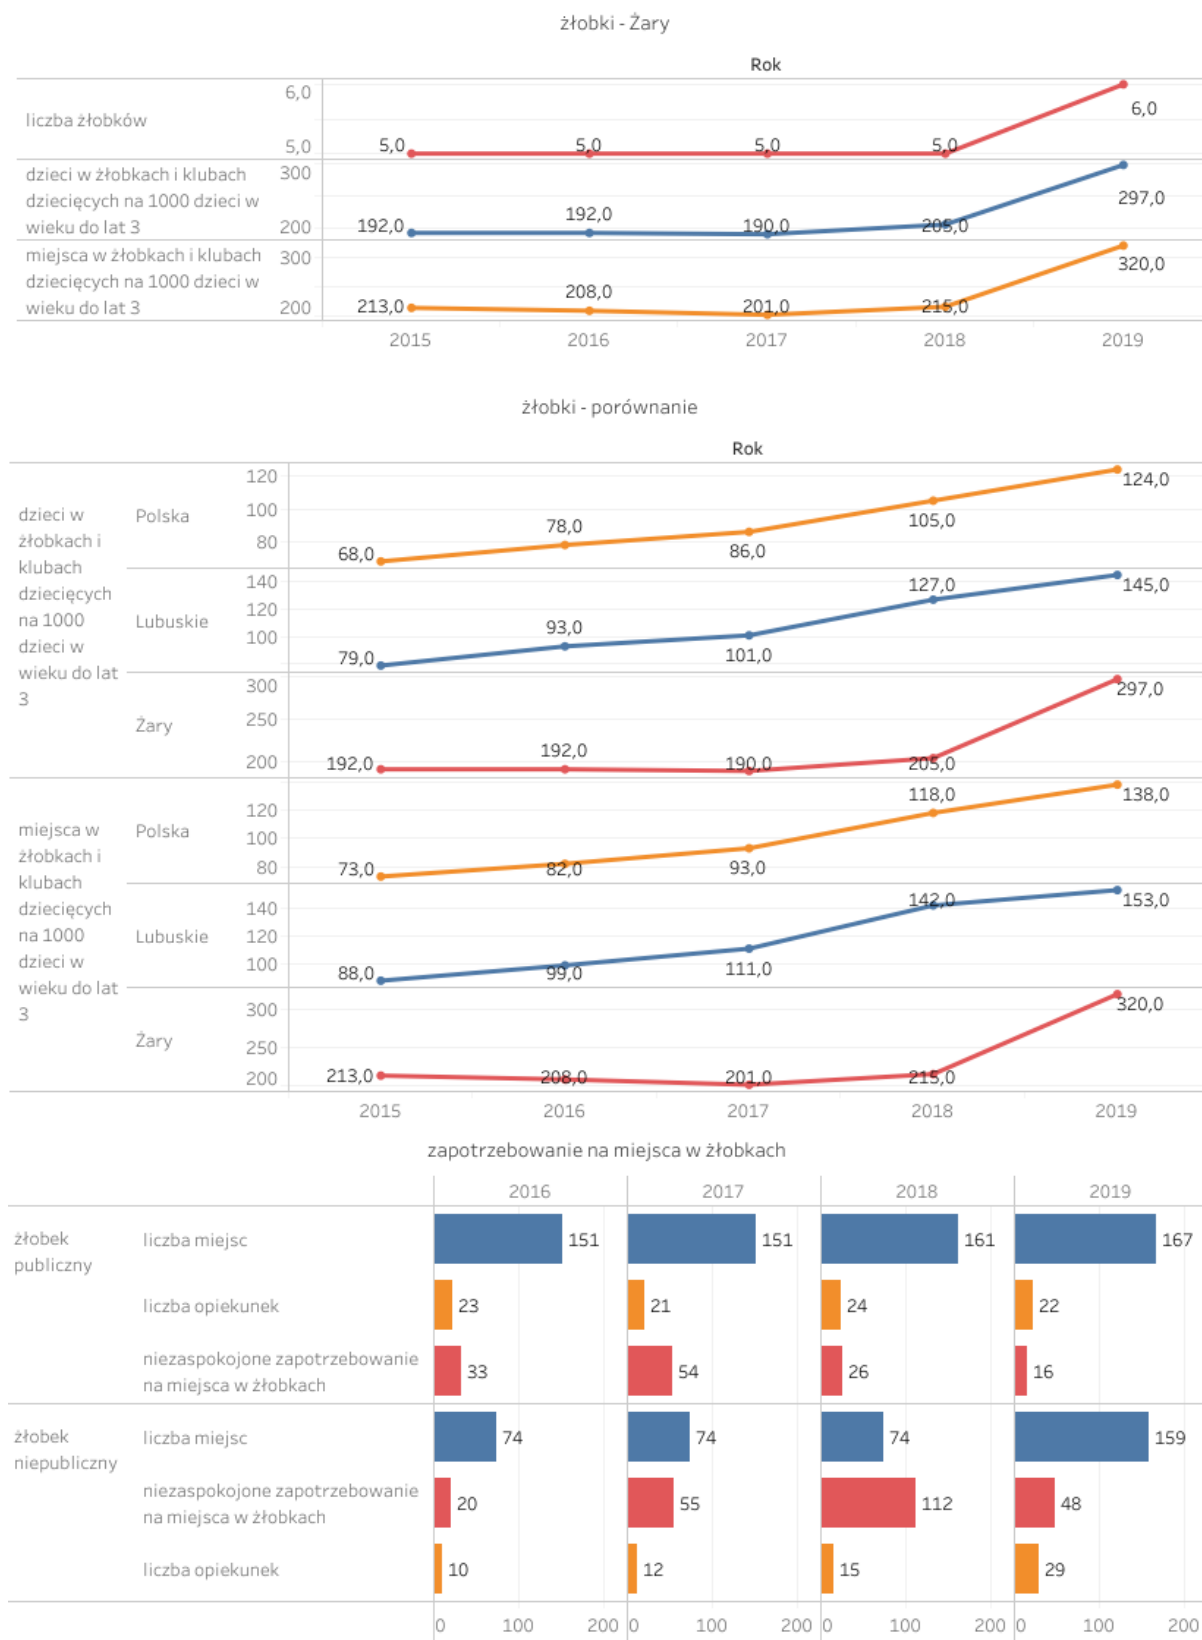 żłobki - Żary
Rok
liczba żłobków
6,0
5,0
5,0
5,0
5,0
5,0
6,0
dzieci w żłobkach i klubach
dziecięcych na 1000 dzieci w
wieku do lat 3
300
200
192,0
192,0
190,0
205,0
297,0
miejsca w żłobkach i klubach
dziecięcych na 1000 dzieci w
wieku do lat 3
300
200
213,0
208,0
201,0
215,0
320,0
2015
2016
2017
2018
2019
żłobki - porównanie
Rok
dzieci w
żłobkach i
klubach
dziecięcych
na 1000
dzieci w
wieku do lat
3
Polska
120
100
80
68,0
78,0
86,0
105,0
124,0
Lubuskie
140
120
100
79,0
93,0
101,0
127,0
145,0
Żary
300
250
200
192,0
192,0
190,0
205,0
297,0
miejsca w
żłobkach i
klubach
dziecięcych
na 1000
dzieci w
wieku do lat
3
Polska
120
100
80
73,0
82,0
93,0
118,0
138,0
Lubuskie
140
120
100
88,0
99,0
111,0
142,0
153,0
Żary
300
250
200
213,0
208,0
201,0
215,0
320,0
2015
2016
2017
2018
2019
zapotrzebowanie na miejsca w żłobkach
2016
2017
2018
2019
żłobek
publiczny
liczba miejsc
151
151
161
167
liczba opiekunek
23
21
24
22
niezaspokojone zapotrzebowanie
na miejsca w żłobkach
33
54
26
16
żłobek
niepubliczny
liczba miejsc
74
74
74
159
niezaspokojone zapotrzebowanie
na miejsca w żłobkach
20
55
112
48
liczba opiekunek
10
12
15
29
0
100
200
0
100
200
0
100
200
0
100
200